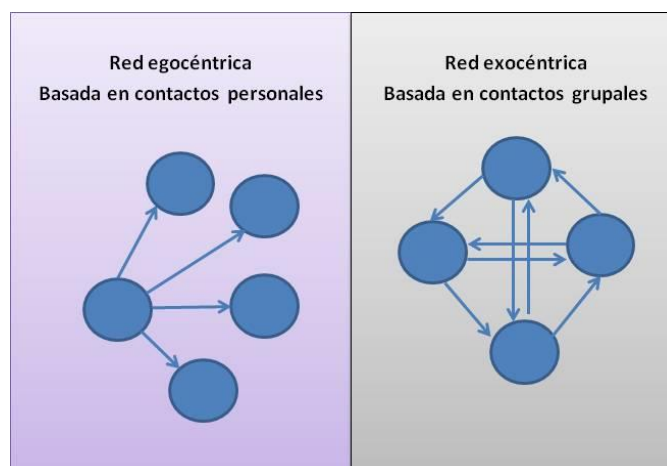 Red egocéntrica
Basada en contactos personales
Red exocéntrica
Basada en contactos grupales